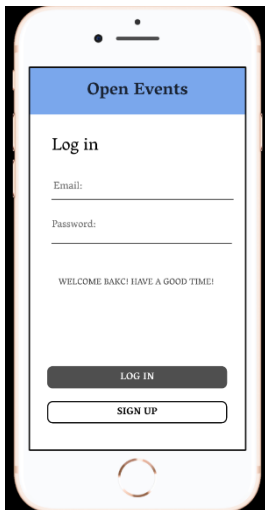 Open Events
Log in
Email:
Password:
WELCOME BAKC! HAVE A GOOD TIME!
LOG IN
SIGN UP